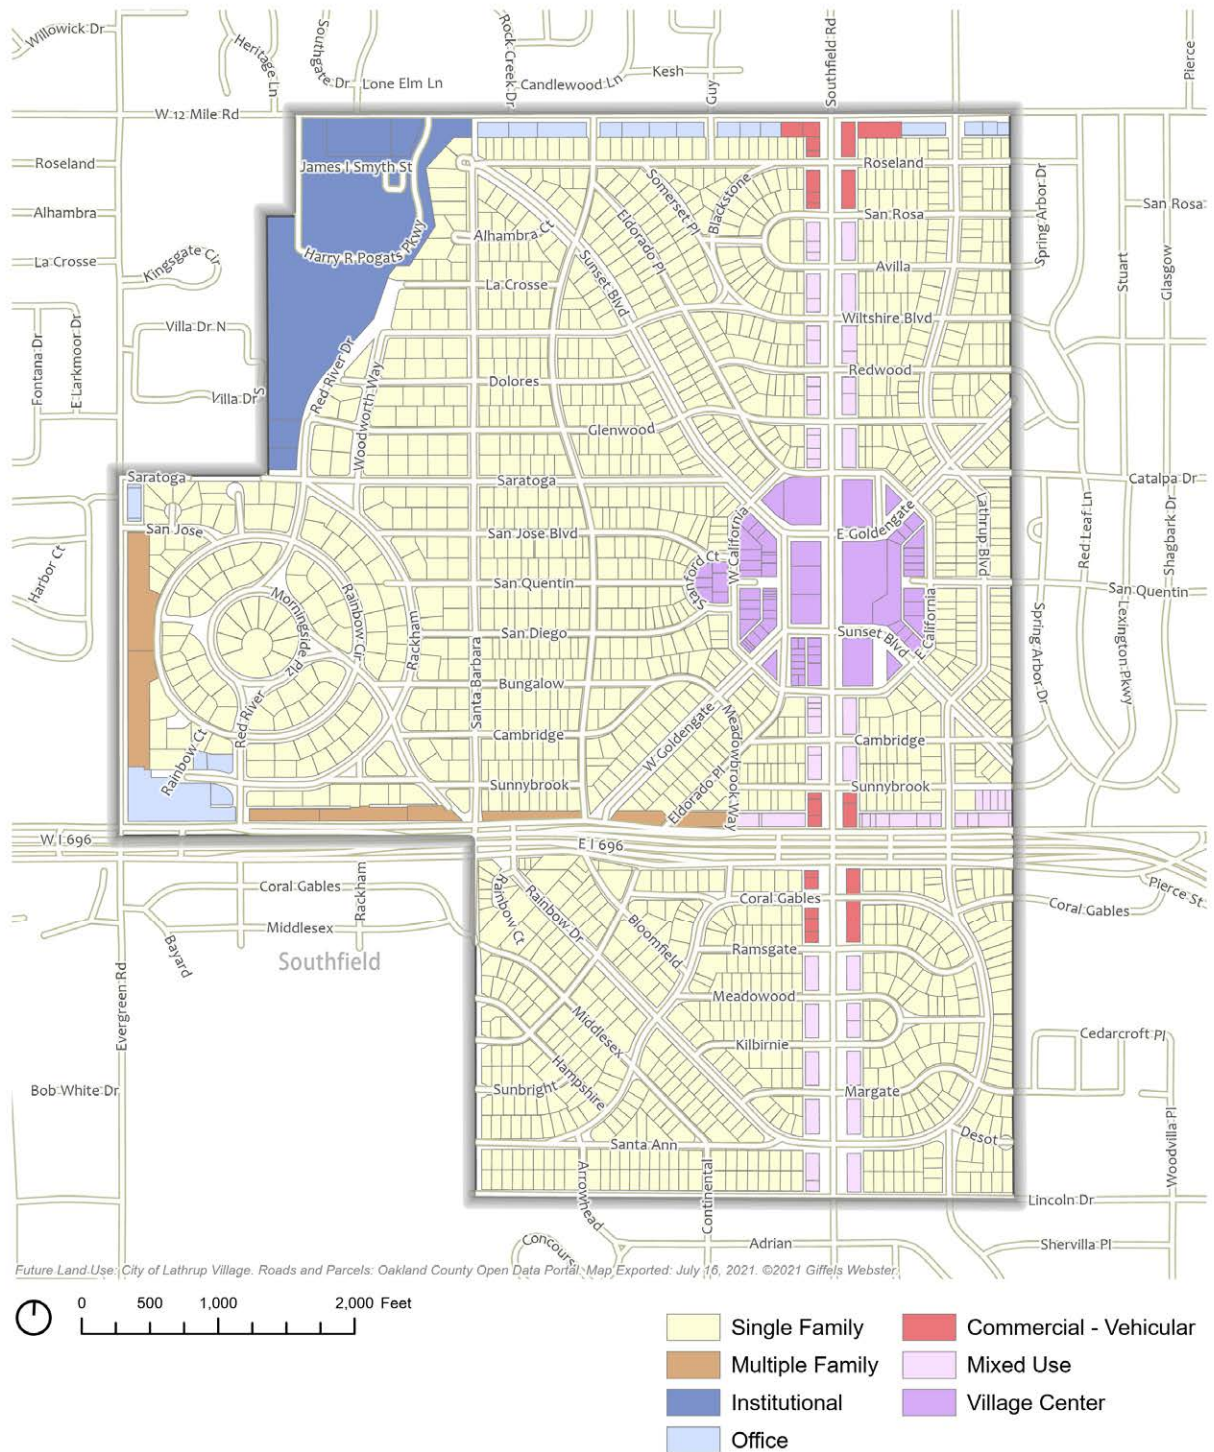 Willowick Dr
Heritage Ln
Southgate Dr
Lone Elm Ln
Rock Creek Dr
Candlewood Ln
Kesh
Guy
Southfield Rd
Pierce
W 12 Mile Rd
Roseland
James I Smyth St
Roseland
Alhambra
Somerset Pl
Blackstone
San Rosa
Spring Arbor Dr
San Rosa
Eldorado Pl
Alhambra Ct
Harry R Pogats Pkwy
La Crosse
Kingsgate Cir
La Crosse
Sunset Blvd
Avilla
Stuart
Glasgow
Villa Dr N
Wiltshire Blvd
Fontana Dr
E Larkmoor Dr
Red River Dr
Woodworth Way
Dolores
Redwood
Villa Dr S
Glenwood
Saratoga
Saratoga
Catalpa Dr
San Jose
San Jose Blvd
W California
E Goldengate
Lathrup Blvd
Red Leaf Ln
Shagbark Dr
Harbor Ct
Stanford Ct
San Quentin
San Quentin
Morningside Plz
Rainbow Cir
Rackham
San Diego
Sunset Blvd
E California
Spring Arbor Dr
Lexington Pkwy
Santa Barbara
Bungalow
Red River
Rainbow Ct
Cambridge
W Goldengate
Meadowbrook Way
Cambridge
Sunnybrook
Eldorado Pl
Sunnybrook
W I 696
E I 696
Coral Gables
Rackham
Rainbow Ct
Rainbow Dr
Coral Gables
Pierce St
Coral Gables
Middlesex
Bloomfield
Bayard
Southfield
Ramsgate
Evergreen Rd
Meadowood
Middlesex
Kilbirnie
Cedarcroft Pl
Bob White Dr
Sunbright
Hampshire
Margate
Woodvilla Pl
Santa Ann
Desot
Arrowhead
Continental
Lincoln Dr
Concours
Adrian
Shervilla Pl
Future Land Use: City of Lathrup Village. Roads and Parcels: Oakland County Open Data Portal. Map Exported: July 16, 2021. ©2021 Giffels Webster.
0 500 1,000 2,000 Feet
Single Family
Commercial - Vehicular
Multiple Family
Mixed Use
Institutional
Village Center
Office